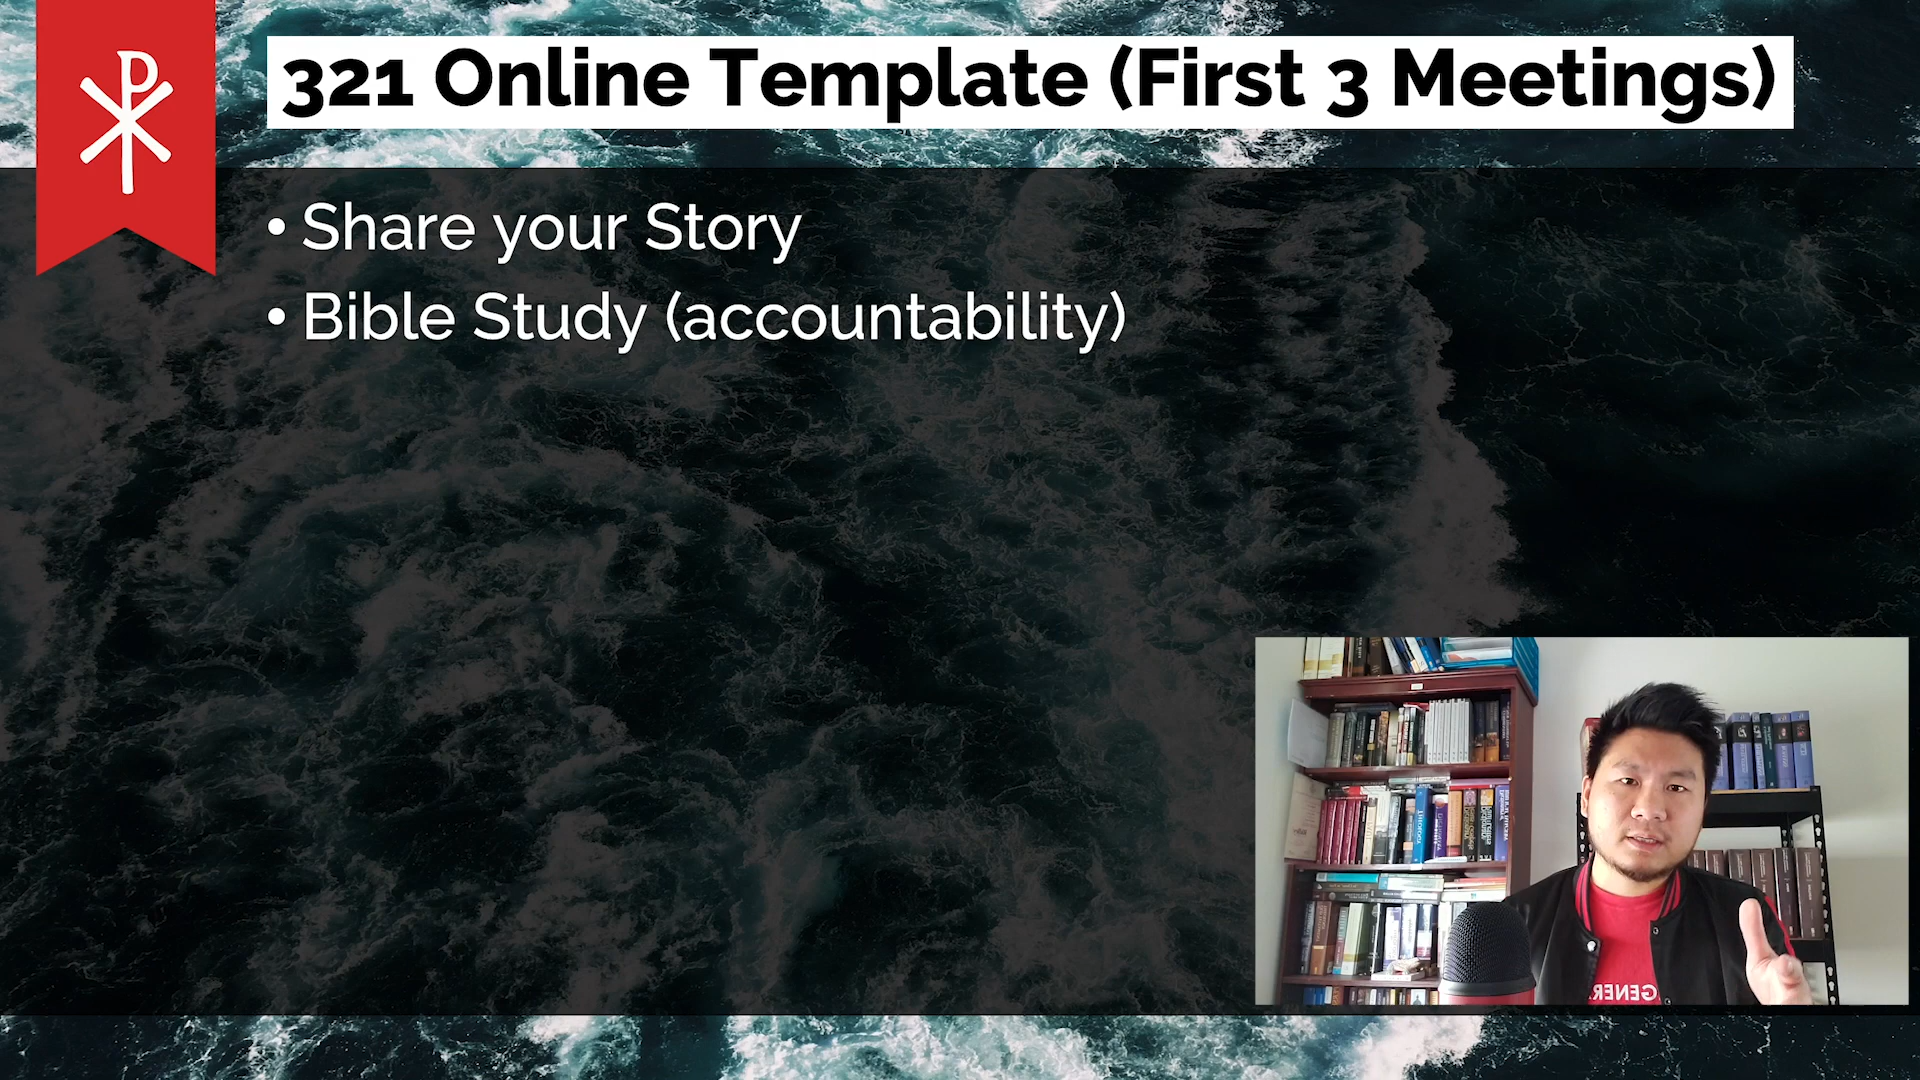 321 Online Template (First 3 Meetings)
• Share your Story
• Bible Study (accountability)